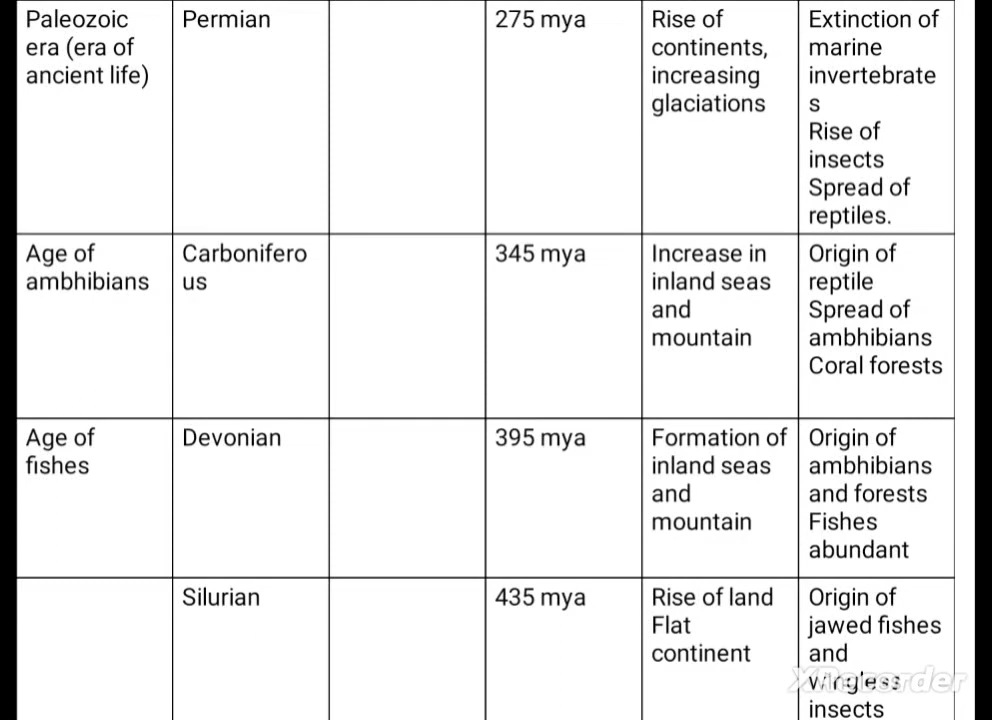 Paleozoic
era (era of
ancient life)
Permian
275 mya
Rise of
continents,
increasing
glaciations
Extinction of
marine
invertebrate
s
Rise of
insects
Spread of
reptiles.
Age of
ambhibians
Carbonifero
us
345 mya
Increase in
inland seas
and
mountain
Origin of
reptile
Spread of
ambhibians
Coral forests
Age of
fishes
Devonian
395 mya
Formation of
inland seas
and
mountain
Origin of
ambhibians
and forests
Fishes
abundant
Silurian
435 mya
Rise of land
Flat
continent
Origin of
jawed fishes
and
wingless
insects
XRecorder